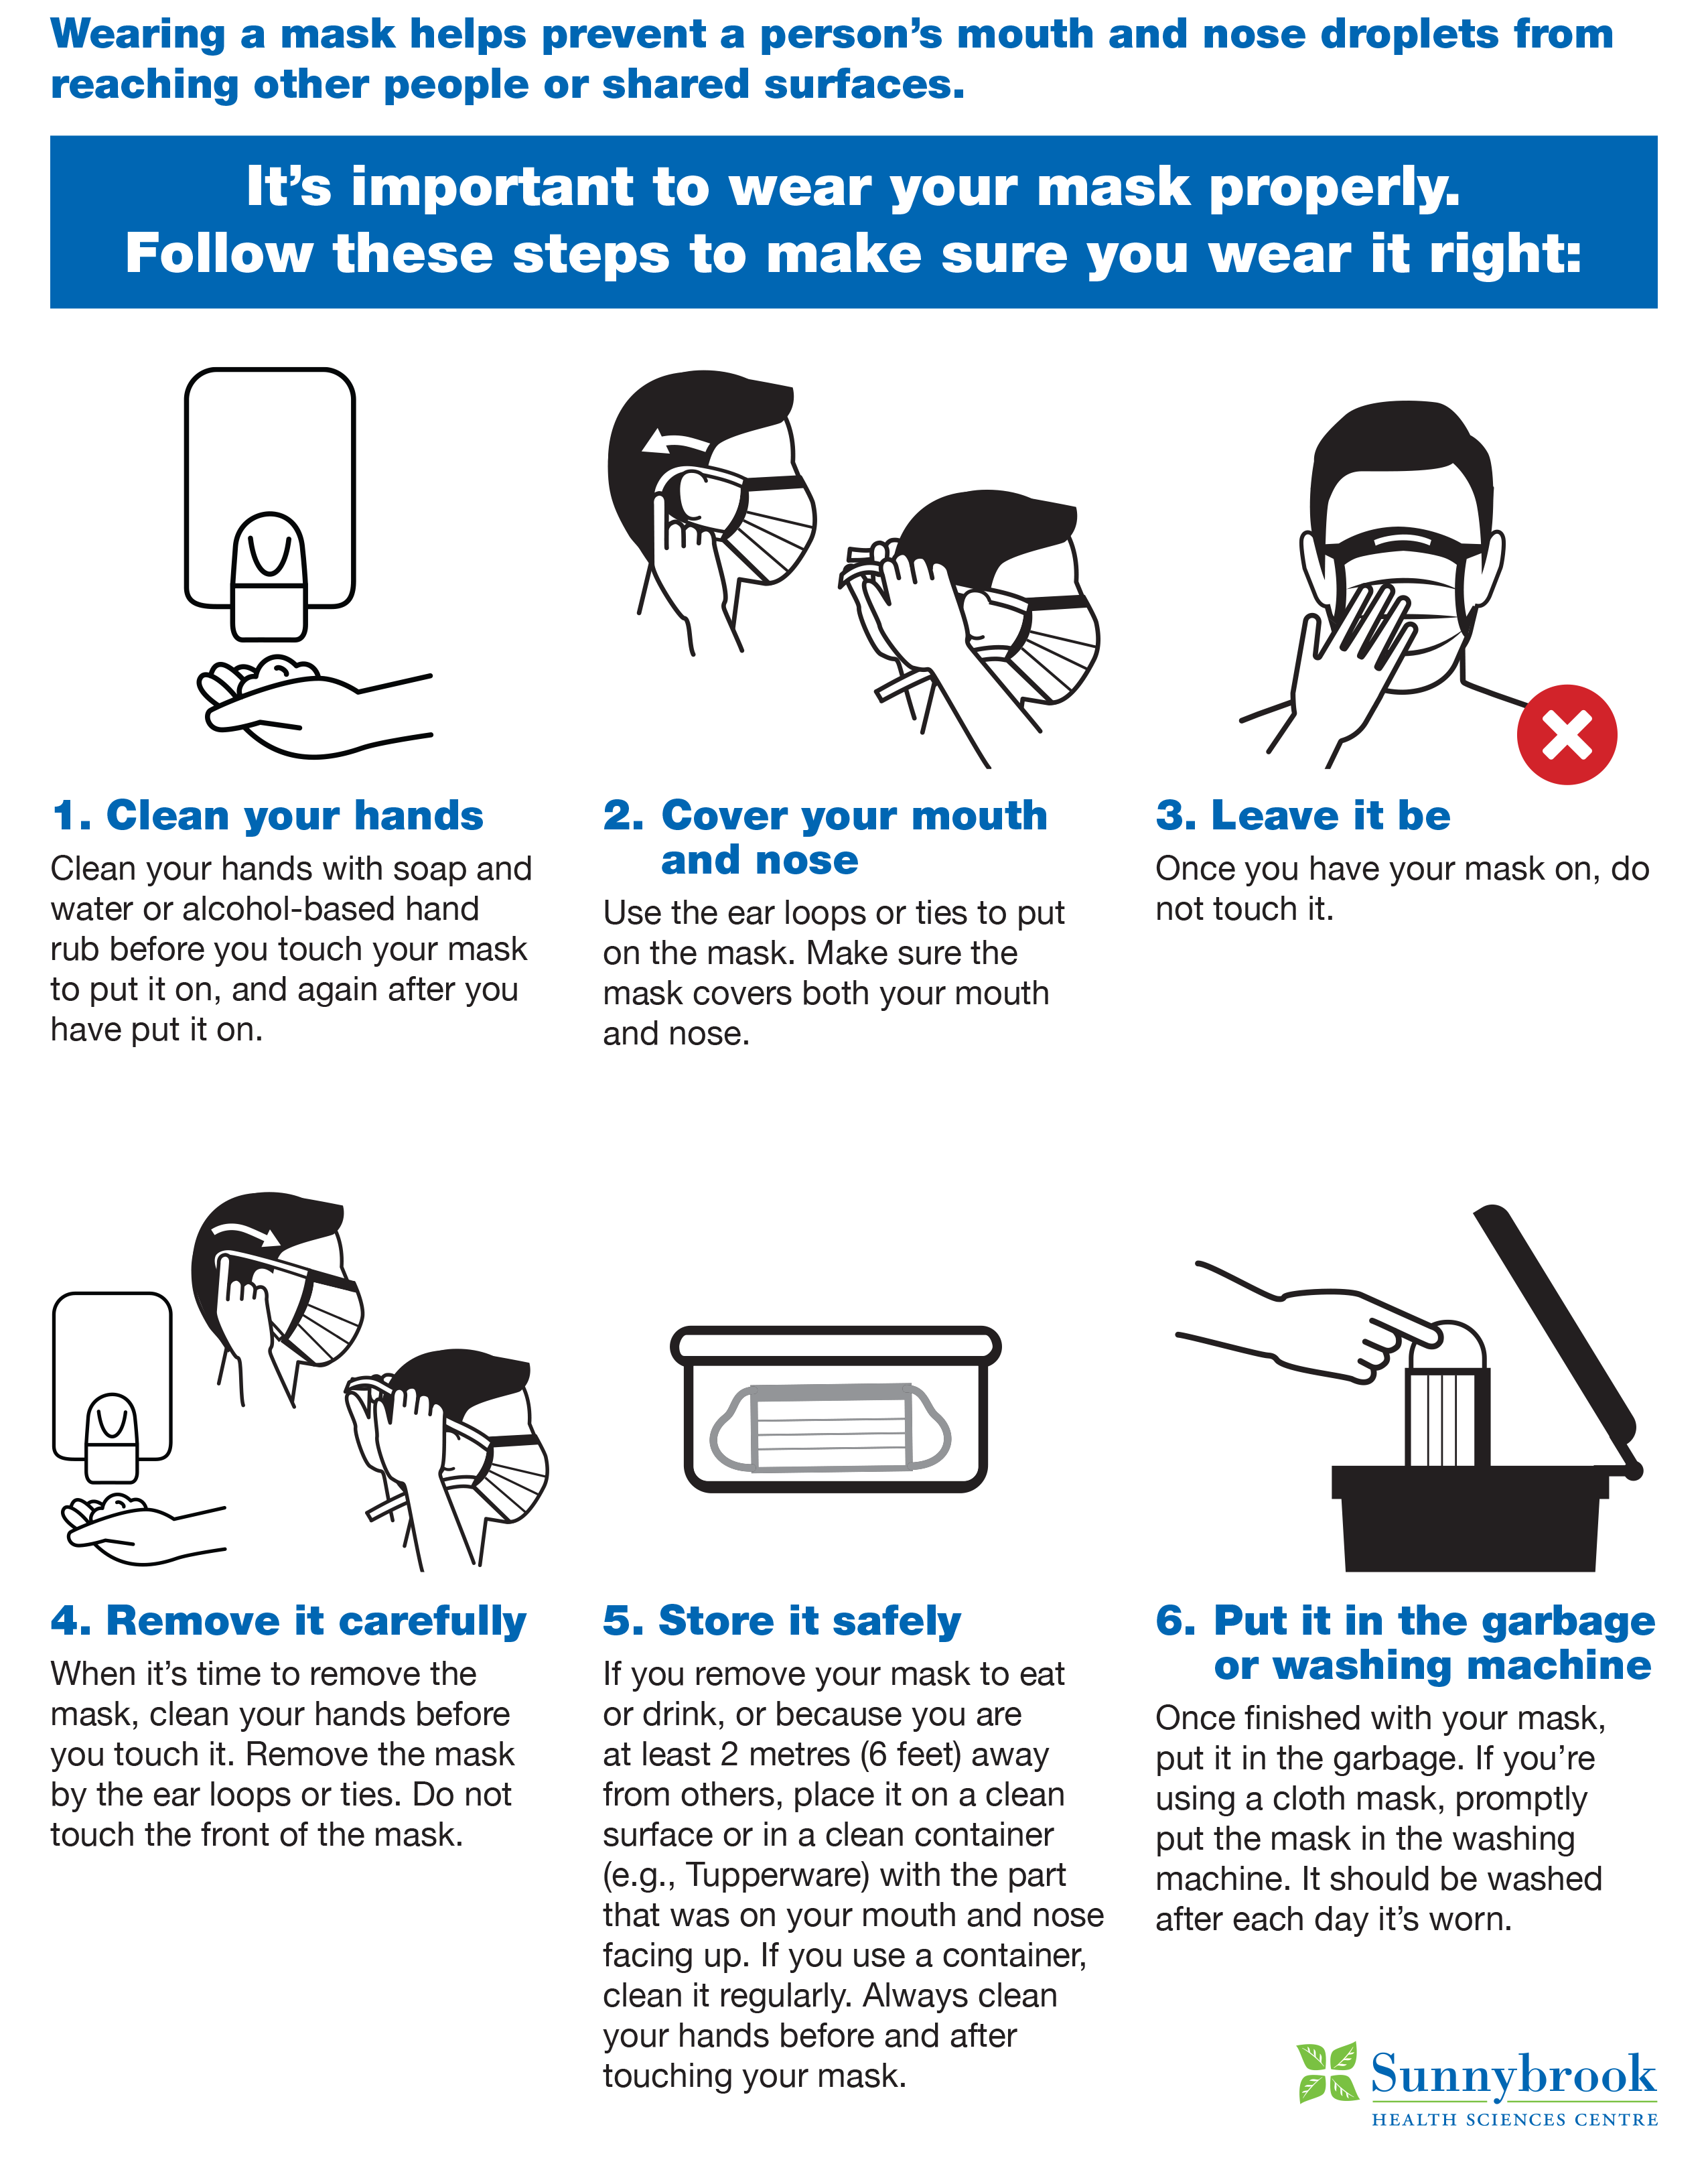 Wearing a mask helps prevent a person’s mouth and nose droplets from
reaching other people or shared surfaces.
It’s important to wear your mask properly.
Follow these steps to make sure you wear it right:
1. Clean your hands
Clean your hands with soap and
water or alcohol-based hand
rub before you touch your mask
to put it on, and again after you
have put it on.
2. Cover your mouth
and nose
Use the ear loops or ties to put
on the mask. Make sure the
mask covers both your mouth
and nose.
3. Leave it be
Once you have your mask on, do
not touch it.
4. Remove it carefully
When it’s time to remove the
mask, clean your hands before
you touch it. Remove the mask
by the ear loops or ties. Do not
touch the front of the mask.
5. Store it safely
If you remove your mask to eat
or drink, or because you are
at least 2 metres (6 feet) away
from others, place it on a clean
surface or in a clean container
(e.g., Tupperware) with the part
that was on your mouth and nose
facing up. If you use a container,
clean it regularly. Always clean
your hands before and after
touching your mask.
6. Put it in the garbage
or washing machine
Once finished with your mask,
put it in the garbage. If you’re
using a cloth mask, promptly
put the mask in the washing
machine. It should be washed
after each day it’s worn.
Sunnybrook
HEALTH SCIENCES CENTRE